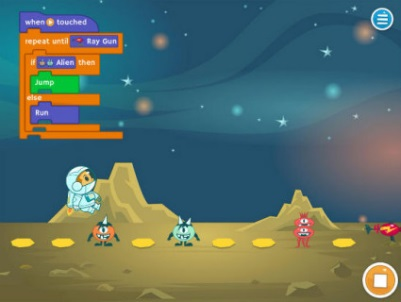 when touched
repeat until Ray Gun
if Alien then
Jump
else
Run